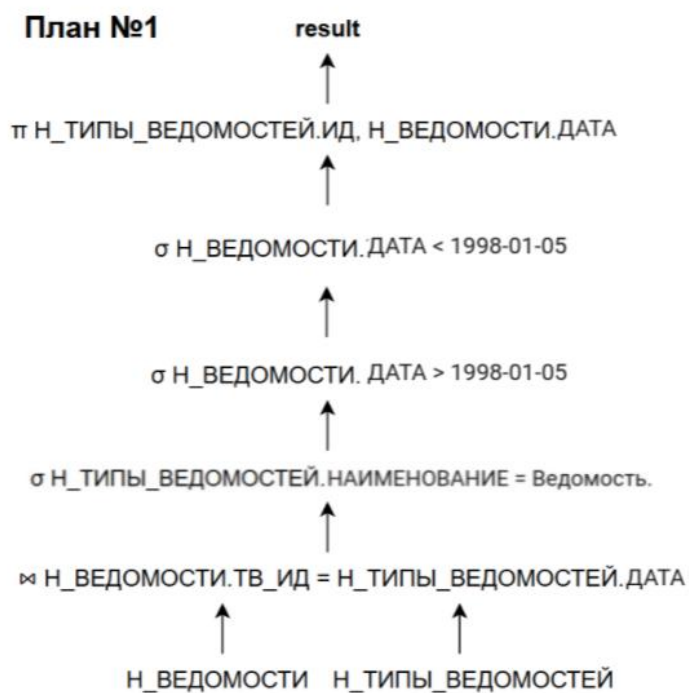 План №1 result
π Н_ТИПЫ_ВЕДОМОСТЕЙ.ИД, Н_ВЕДОМОСТИ.ДАТА
σ Н_ВЕДОМОСТИ.ДАТА < 1998-01-05
σ Н_ВЕДОМОСТИ. ДАТА > 1998-01-05
σ Н_ТИПЫ_ВЕДОМОСТЕЙ.НАИМЕНОВАНИЕ = Ведомость.
⋈ Н_ВЕДОМОСТИ.ТВ_ИД = Н_ТИПЫ_ВЕДОМОСТЕЙ.ДАТА
Н_ВЕДОМОСТИ Н_ТИПЫ_ВЕДОМОСТЕЙ